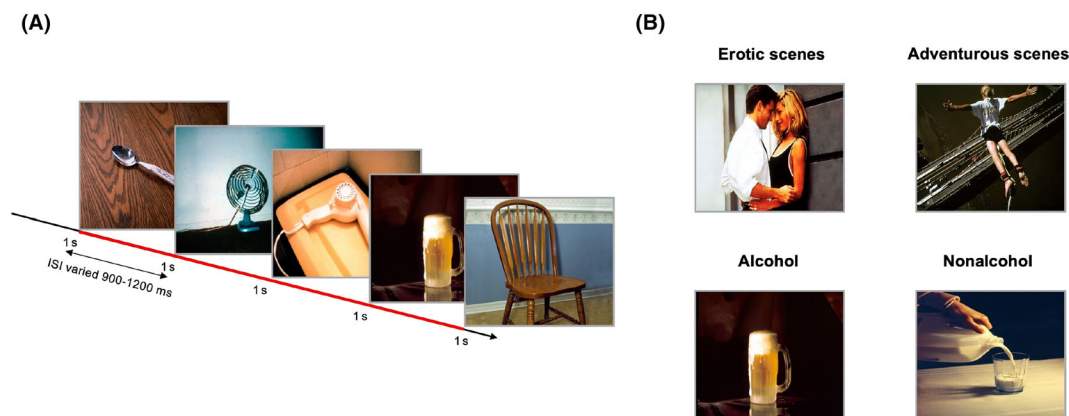 (A)
1 s
ISI varied 900-1200 ms
1 s
1 s
1 s
1 s
(B)
Erotic scenes
Adventurous scenes
Alcohol
Nonalcohol